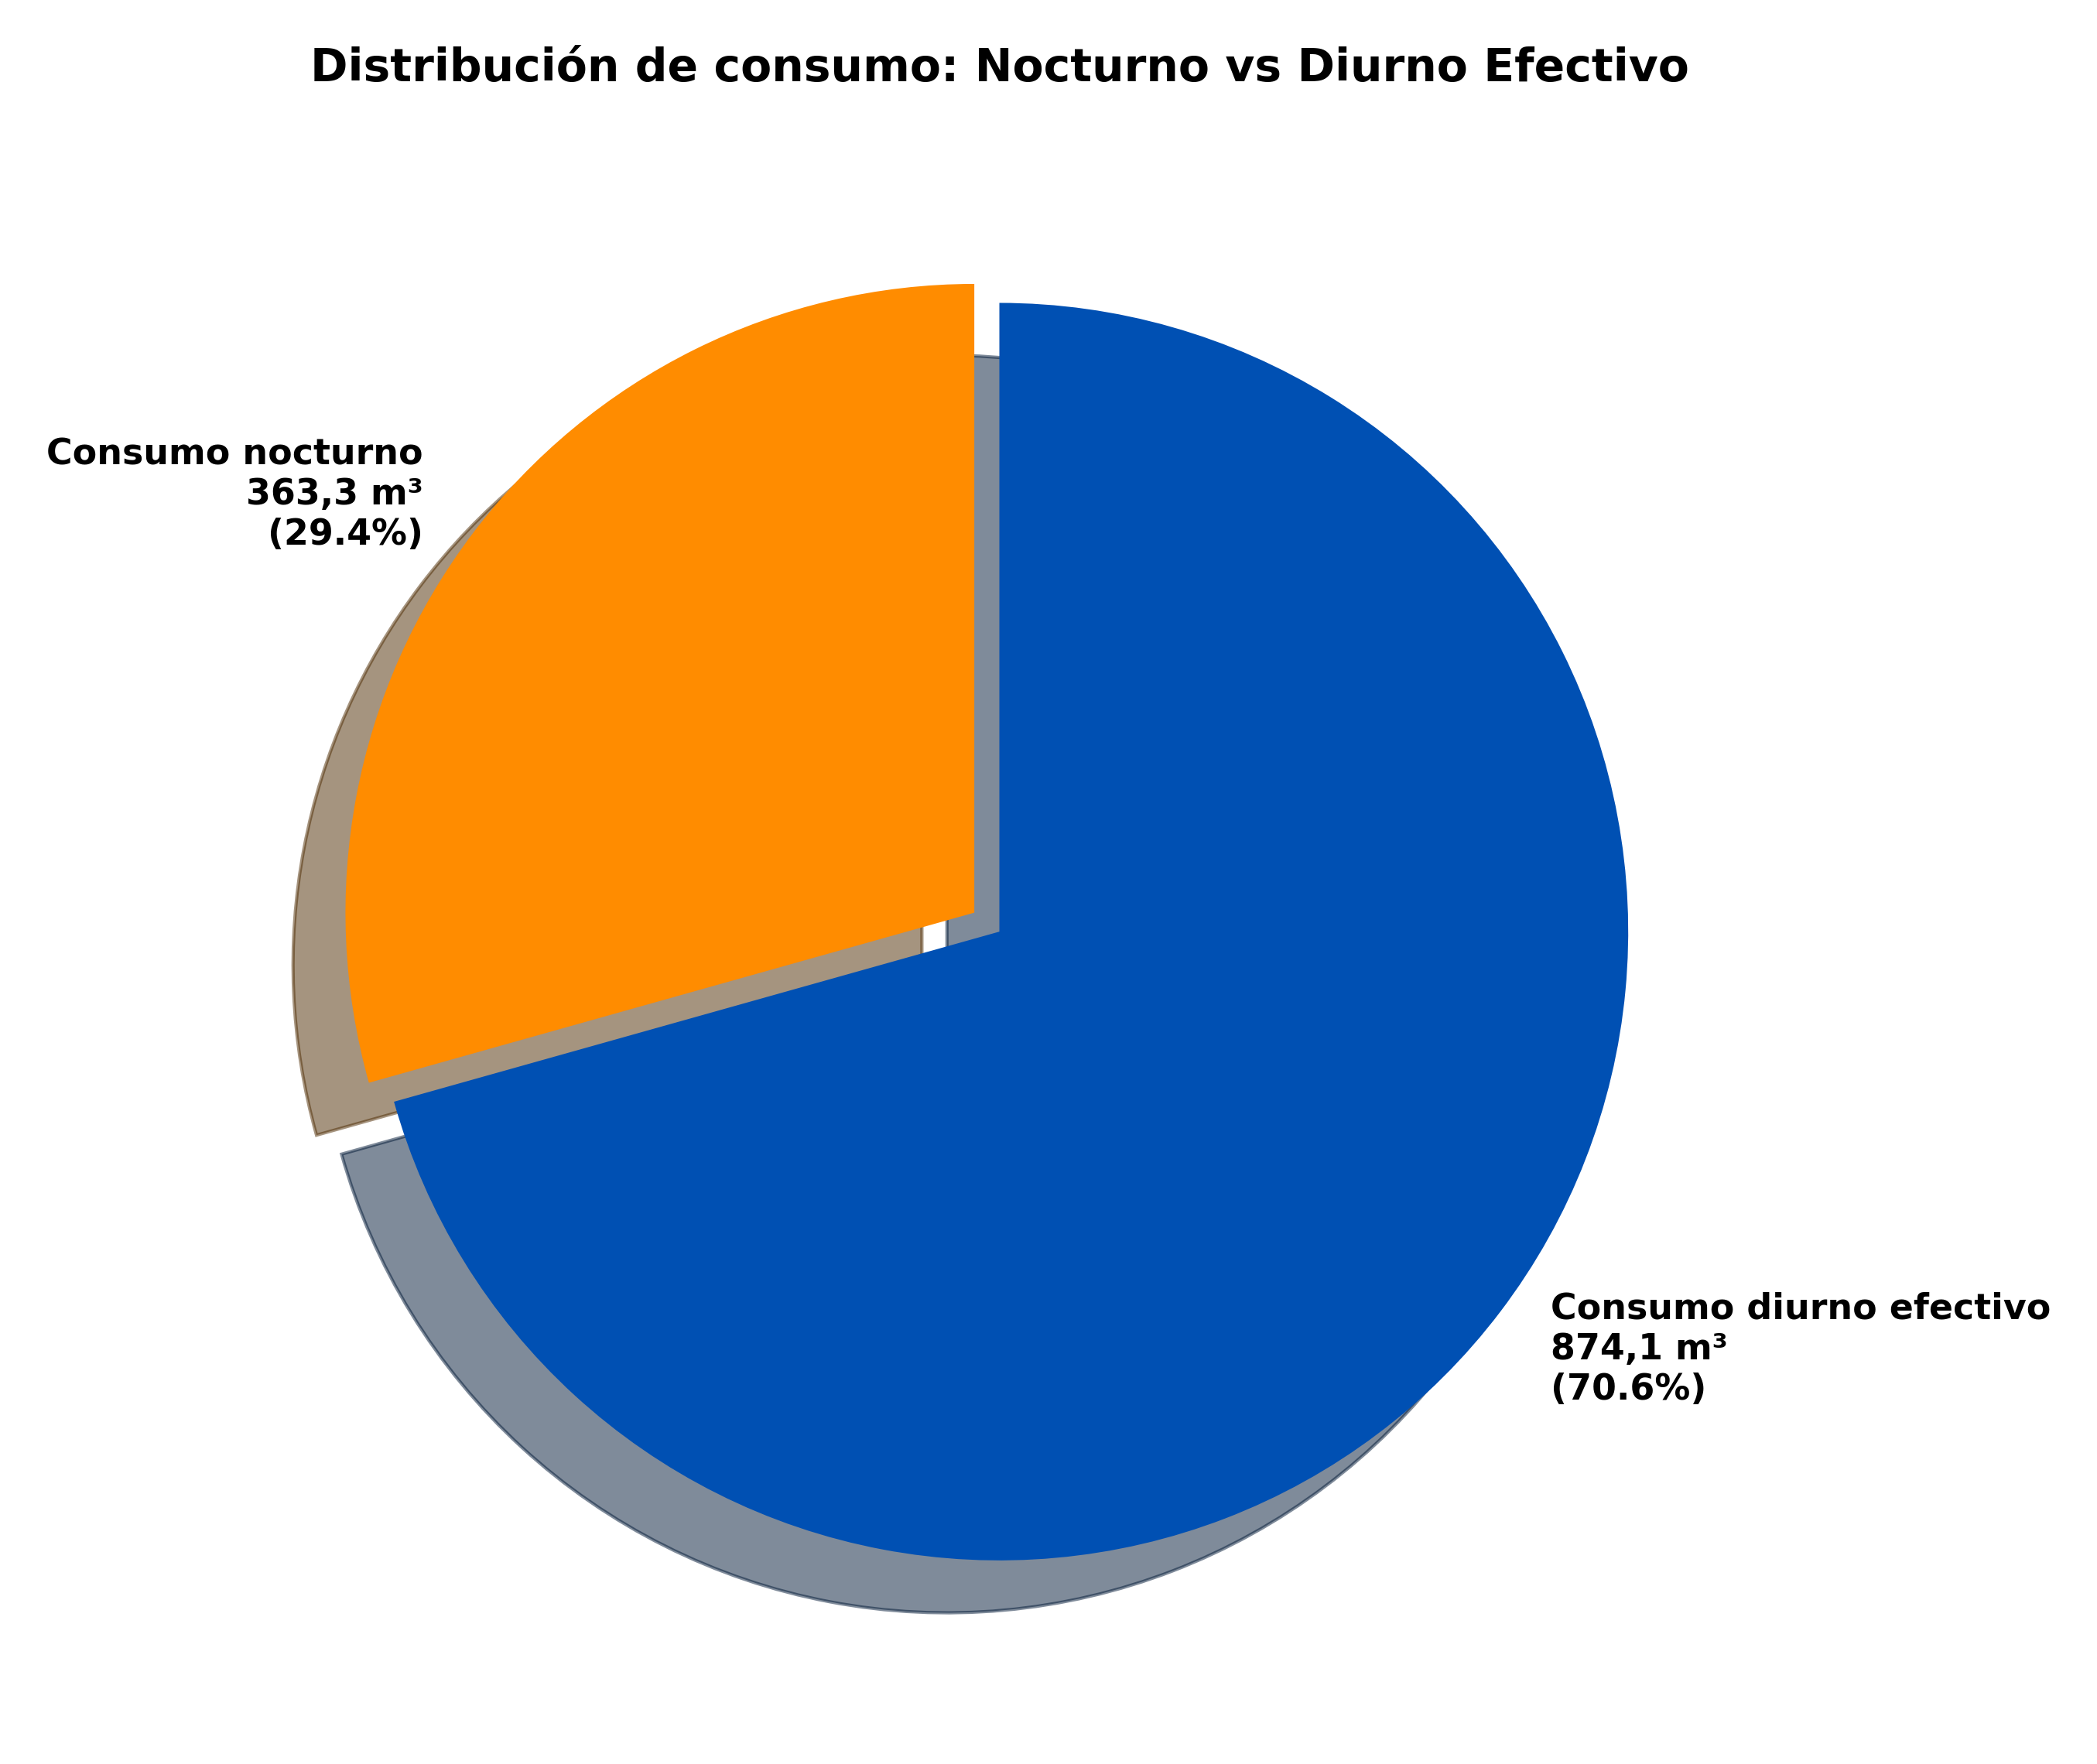 Distribución de consumo: Nocturno vs Diurno Efectivo
Consumo nocturno
363,3 m³
(29.4%)
Consumo diurno efectivo
874,1 m³
(70.6%)